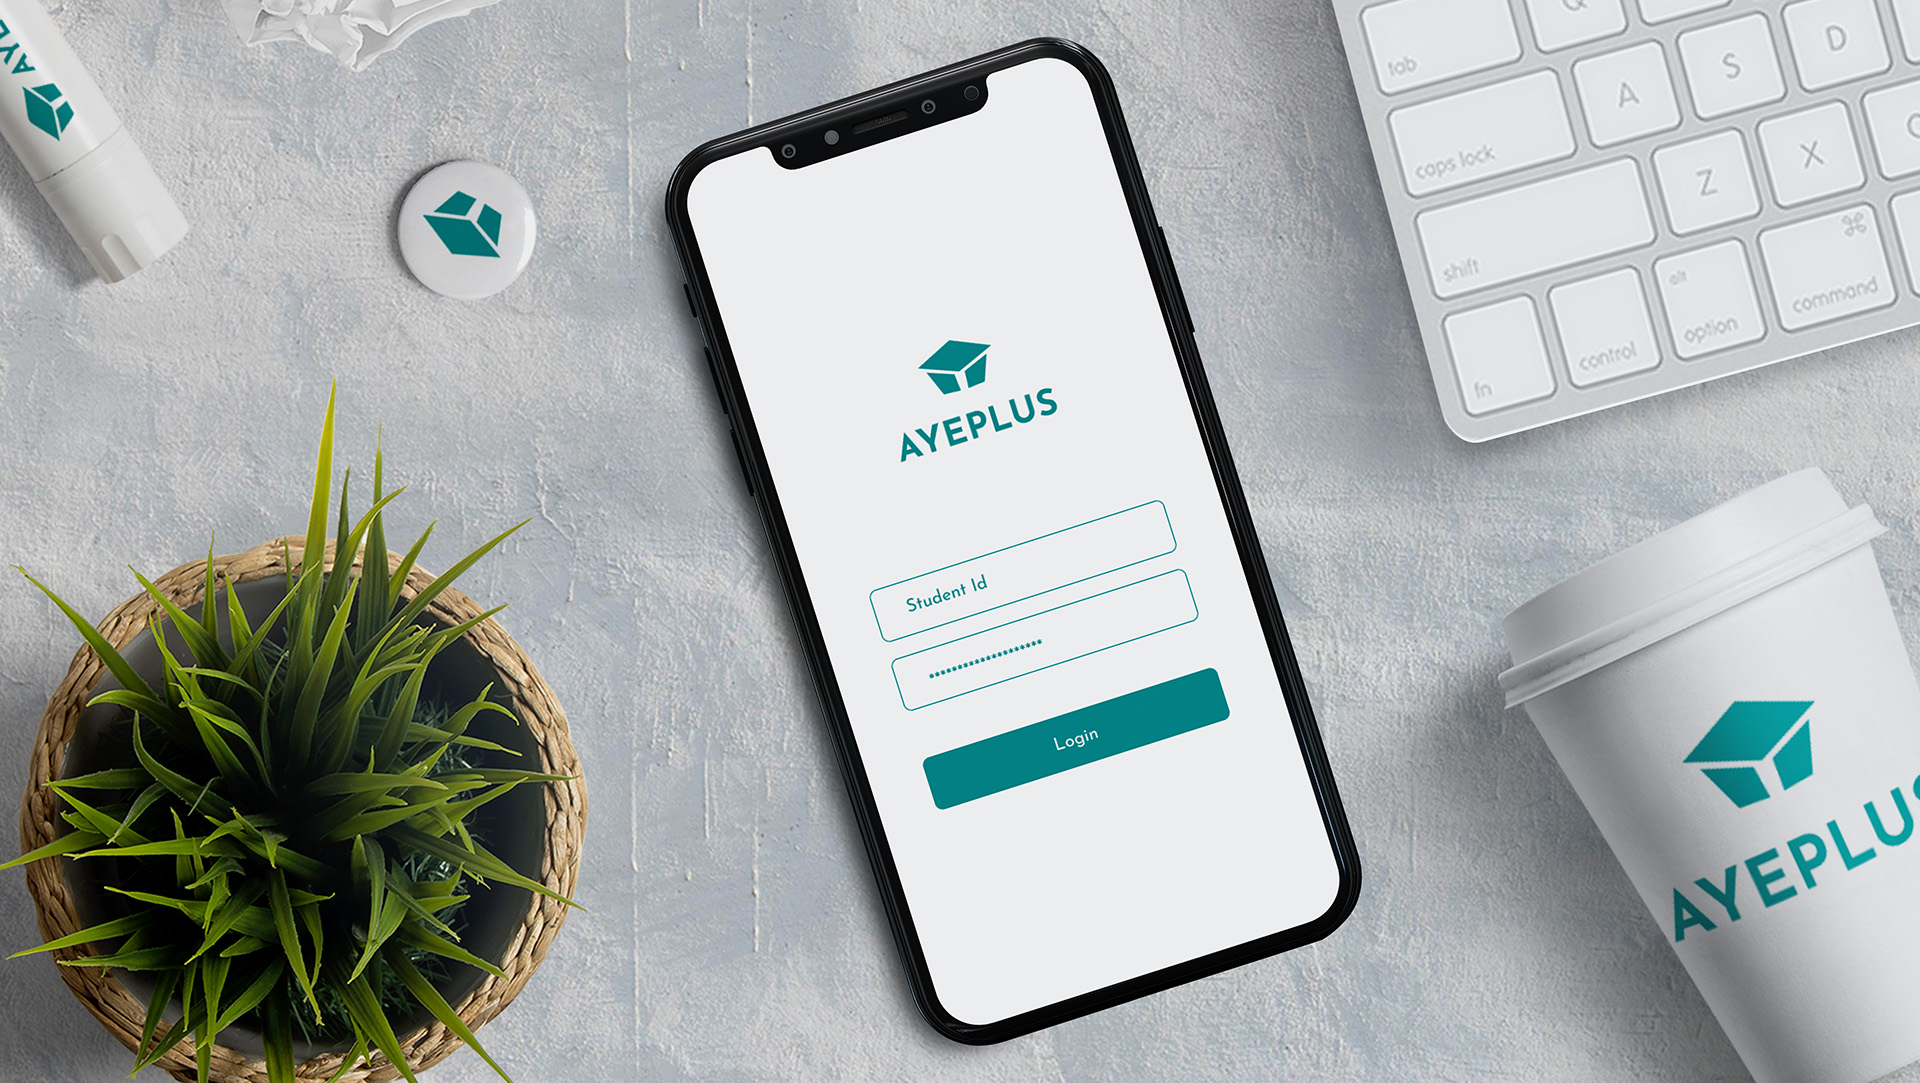 AYE
AYEPLUS
Student Id
********************
Login
tab
Q
caps lock
A
S
D
shift
Z
X
C
fn
control
alt
option
⌘
command
AYEPLUS